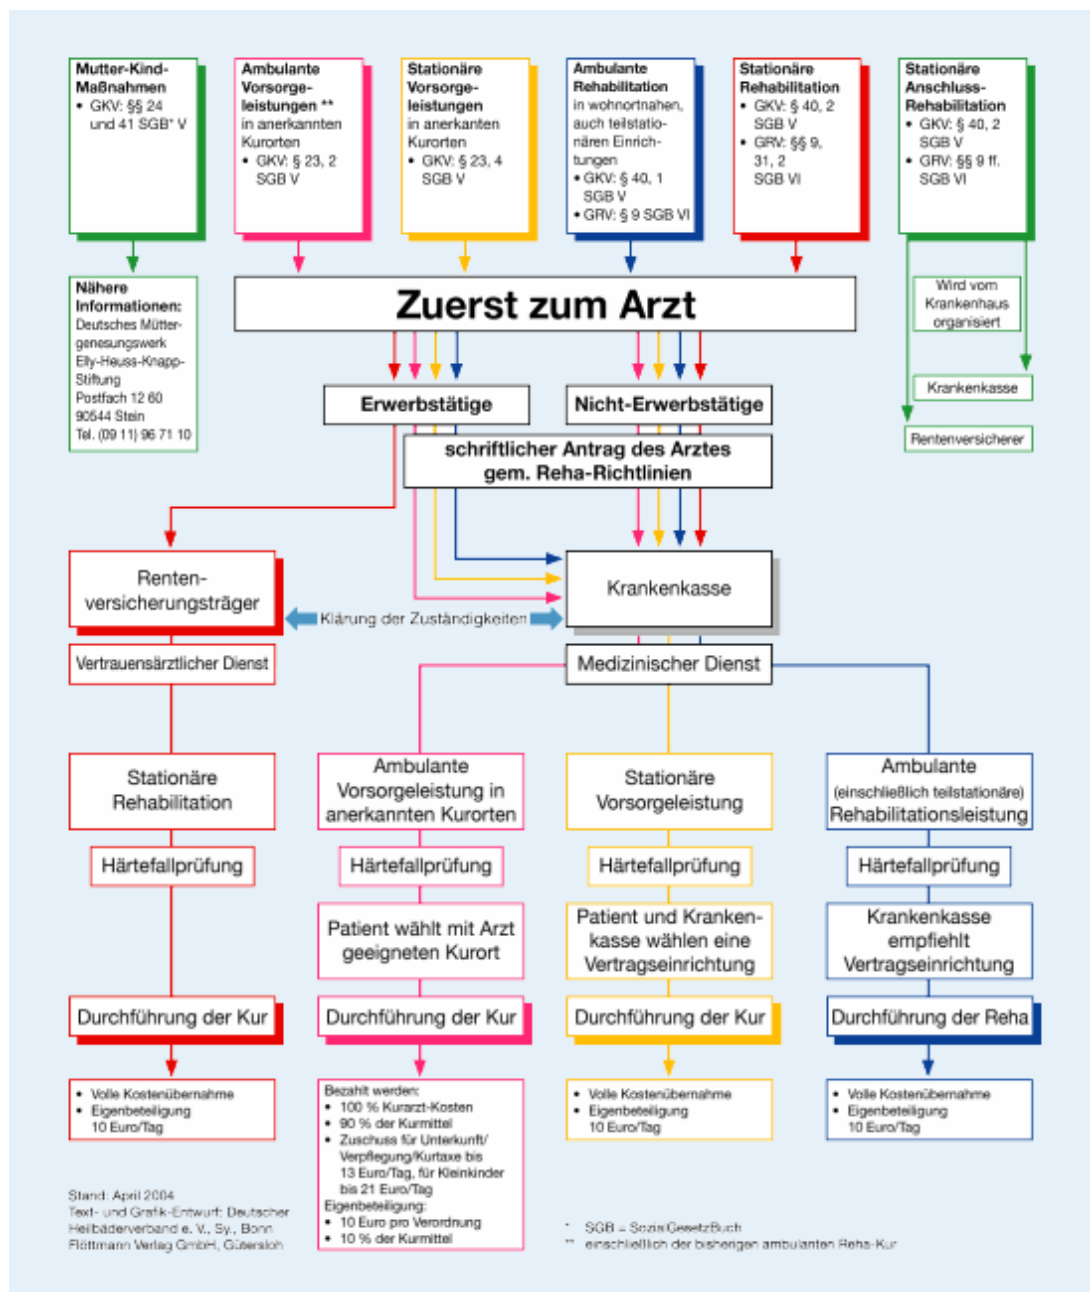 Mutter-Kind-
Maßnahmen
• GKV: §§ 24
und 41 SGB* V
Ambulante
Vorsorge-
leistungen **
in anerkannten
Kurorten
• GKV: § 23, 2
SGB V
Stationäre
Vorsorge-
leistungen
in anerkanten
Kurorten
• GKV: § 23, 4
SGB V
Ambulante
Rehabilitation
in wohnortnahen,
auch teilstatio-
nären Einrich-
tungen
• GKV: § 40, 1
SGB V
• GRV: § 9 SGB VI
Stationäre
Rehabilitation
• GKV: § 40, 2
SGB V
• GRV: §§ 9,
31, 2
SGB VI
Stationäre
Anschluss-
Rehabilitation
• GKV: § 40, 2
SGB V
• GRV: §§ 9 ff.
SGB VI
Nähere
Informationen:
Deutsches Mütter-
genesungswerk
Elly-Heuss-Knapp-
Stiftung
Postfach 12 60
90544 Stein
Tel. (09 11) 96 71 10
Zuerst zum Arzt
Wird vom
Krankenhaus
organisiert
Krankenkasse
Rentenversicherer
Erwerbstätige
Nicht-Erwerbstätige
schriftlicher Antrag des Arztes
gem. Reha-Richtlinien
Renten-
versicherungsträger
Klärung der Zuständigkeiten
Krankenkasse
Vertrauensärztlicher Dienst
Medizinischer Dienst
Stationäre
Rehabilitation
Ambulante
Vorsorgeleistung in
anerkannten Kurorten
Stationäre
Vorsorgeleistung
Ambulante
(einschließlich teilstationäre)
Rehabilitationsleistung
Härtefallprüfung
Härtefallprüfung
Härtefallprüfung
Härtefallprüfung
Patient wählt mit Arzt
geeigneten Kurort
Patient und Kranken-
kasse wählen eine
Vertragseinrichtung
Krankenkasse
empfiehlt
Vertragseinrichtung
Durchführung der Kur
Durchführung der Kur
Durchführung der Kur
Durchführung der Reha
• Volle Kostenübernahme
• Eigenbeteiligung
10 Euro/Tag
Bezahlt werden:
• 100 % Kurarzt-Kosten
• 90 % der Kurmittel
• Zuschuss für Unterkunft/
Verpflegung/Kurtaxe bis
13 Euro/Tag, für Kleinkinder
bis 21 Euro/Tag
Eigenbeteiligung:
• 10 Euro pro Verordnung
• 10 % der Kurmittel
• Volle Kostenübernahme
• Eigenbeteiligung
10 Euro/Tag
• Volle Kostenübernahme
• Eigenbeteiligung
10 Euro/Tag
Stand: April 2004
Text- und Grafik-Entwurf: Deutscher
Heilbäderverband e. V., Sy., Bonn
Flöttmann Verlag GmbH, Gütersloh
* SGB = SozialGesetzBuch
** einschließlich der bisherigen ambulanten Reha-Kur